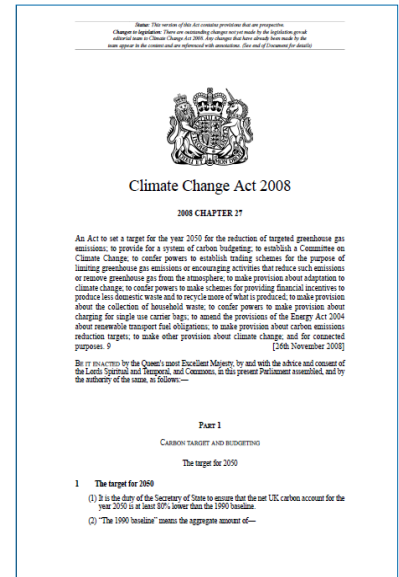 Status: This version of this Act contains provisions that are prospective.
Changes to legislation: There are outstanding changes not yet made by the legislation.gov.uk
editorial team to Climate Change Act 2008. Any changes that have already been made by the
team appear in the content and are referenced with annotations. (See end of Document for details)
Climate Change Act 2008
2008 CHAPTER 27
An Act to set a target for the year 2050 for the reduction of targeted greenhouse gas
emissions; to provide for a system of carbon budgeting; to establish a Committee on
Climate Change; to confer powers to establish trading schemes for the purpose of
limiting greenhouse gas emissions or encouraging activities that reduce such emissions
or remove greenhouse gas from the atmosphere; to make provision about adaptation to
climate change; to confer powers to make schemes for providing financial incentives to
produce less domestic waste and to recycle more of what is produced; to make provision
about the collection of household waste; to confer powers to make provision about
charging for single use carrier bags; to amend the provisions of the Energy Act 2004
about renewable transport fuel obligations; to make provision about carbon emissions
reduction targets; to make other provision about climate change; and for connected
purposes. 9 [26th November 2008]
BE IT ENACTED by the Queen's most Excellent Majesty, by and with the advice and consent of
the Lords Spiritual and Temporal, and Commons, in this present Parliament assembled, and by
the authority of the same, as follows:—
PART 1
CARBON TARGET AND BUDGETING
The target for 2050
1 The target for 2050
(1) It is the duty of the Secretary of State to ensure that the net UK carbon account for the
year 2050 is at least 80% lower than the 1990 baseline.
(2) “The 1990 baseline” means the aggregate amount of—